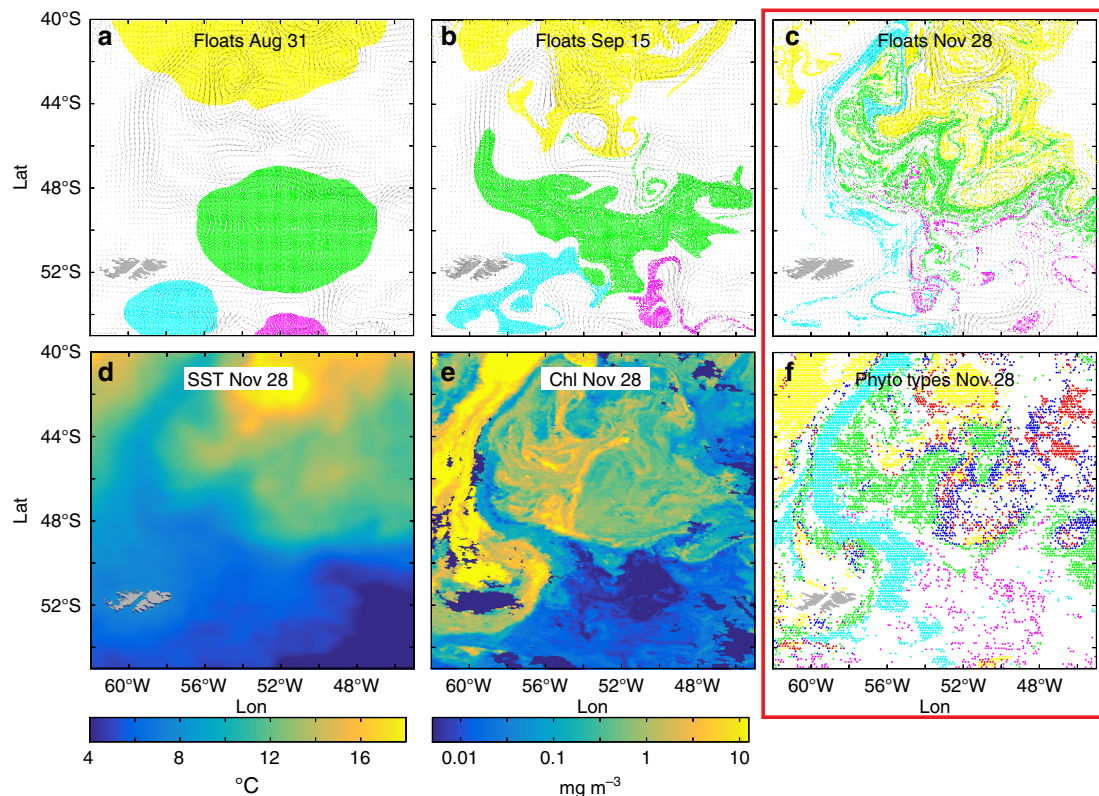 a Floats Aug 31
b Floats Sep 15
c Floats Nov 28
40°S
44°S
48°S
52°S
Lat
d SST Nov 28
e Chl Nov 28
f Phyto types Nov 28
40°S
44°S
48°S
52°S
Lat
60°W 56°W 52°W 48°W
60°W 56°W 52°W 48°W
60°W 56°W 52°W 48°W
Lon
Lon
Lon
4 8 12 16
°C
0.01 0.1 1 10
mg m⁻³